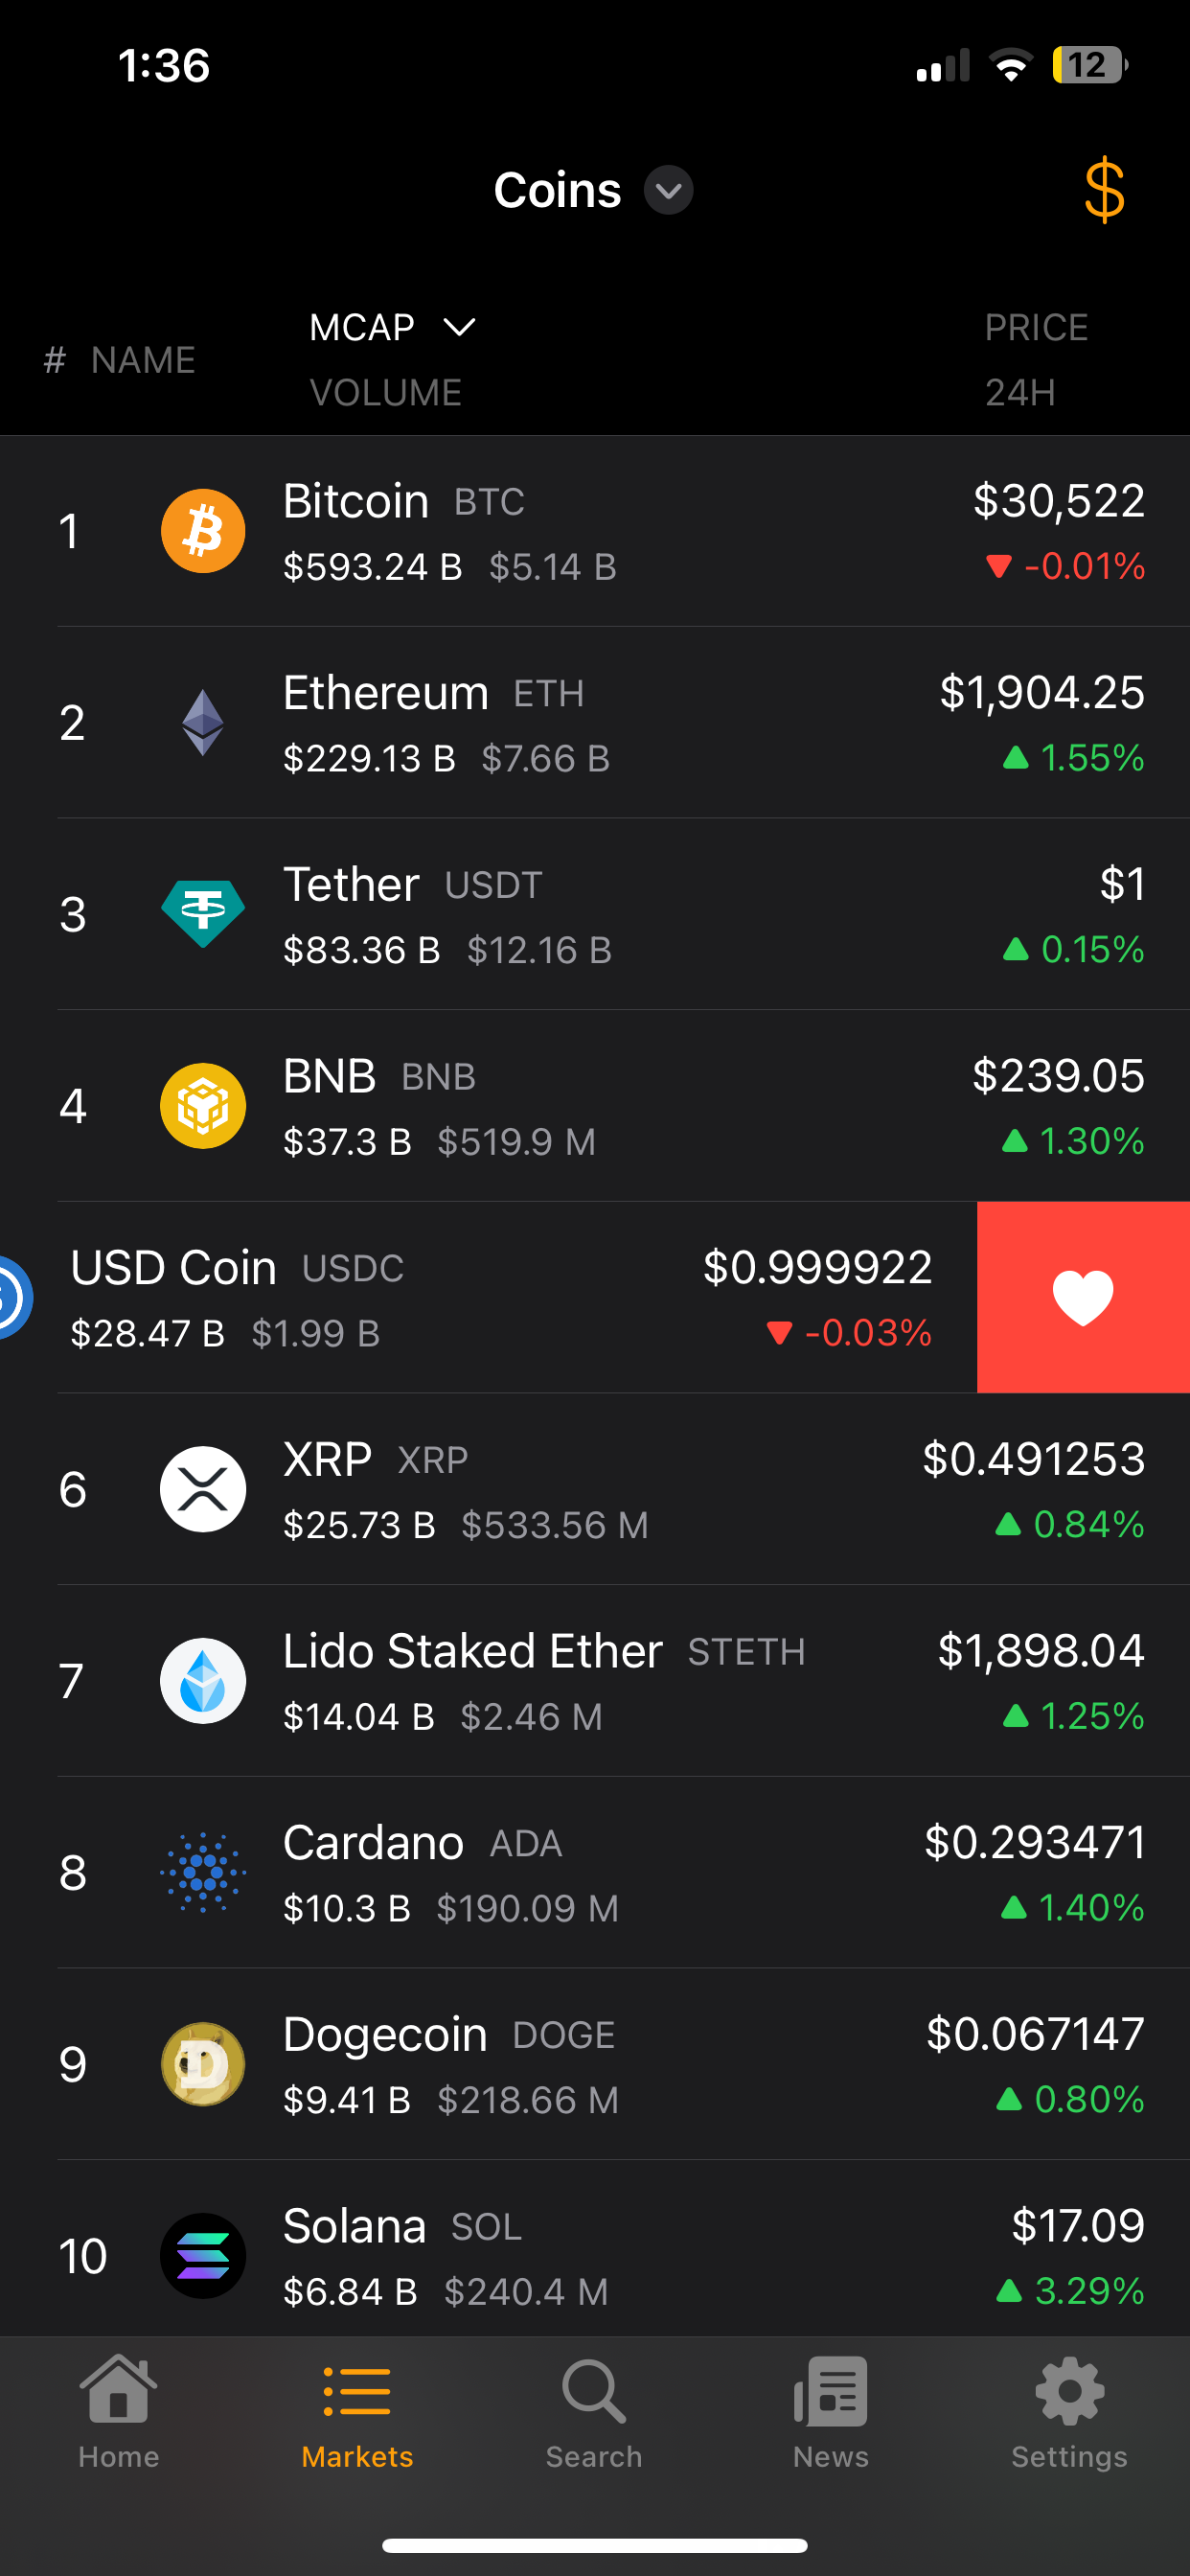 1:36
12
Coins
$
# NAME
MCAP
VOLUME
PRICE
24H
1
Bitcoin BTC
$593.24 B $5.14 B
$30,522
-0.01%
2
Ethereum ETH
$229.13 B $7.66 B
$1,904.25
1.55%
3
Tether USDT
$83.36 B $12.16 B
$1
0.15%
4
BNB BNB
$37.3 B $519.9 M
$239.05
1.30%
USD Coin USDC
$28.47 B $1.99 B
$0.999922
-0.03%
6
XRP XRP
$25.73 B $533.56 M
$0.491253
0.84%
7
Lido Staked Ether STETH
$14.04 B $2.46 M
$1,898.04
1.25%
8
Cardano ADA
$10.3 B $190.09 M
$0.293471
1.40%
9
Dogecoin DOGE
$9.41 B $218.66 M
$0.067147
0.80%
10
Solana SOL
$6.84 B $240.4 M
$17.09
3.29%
Home
Markets
Search
News
Settings